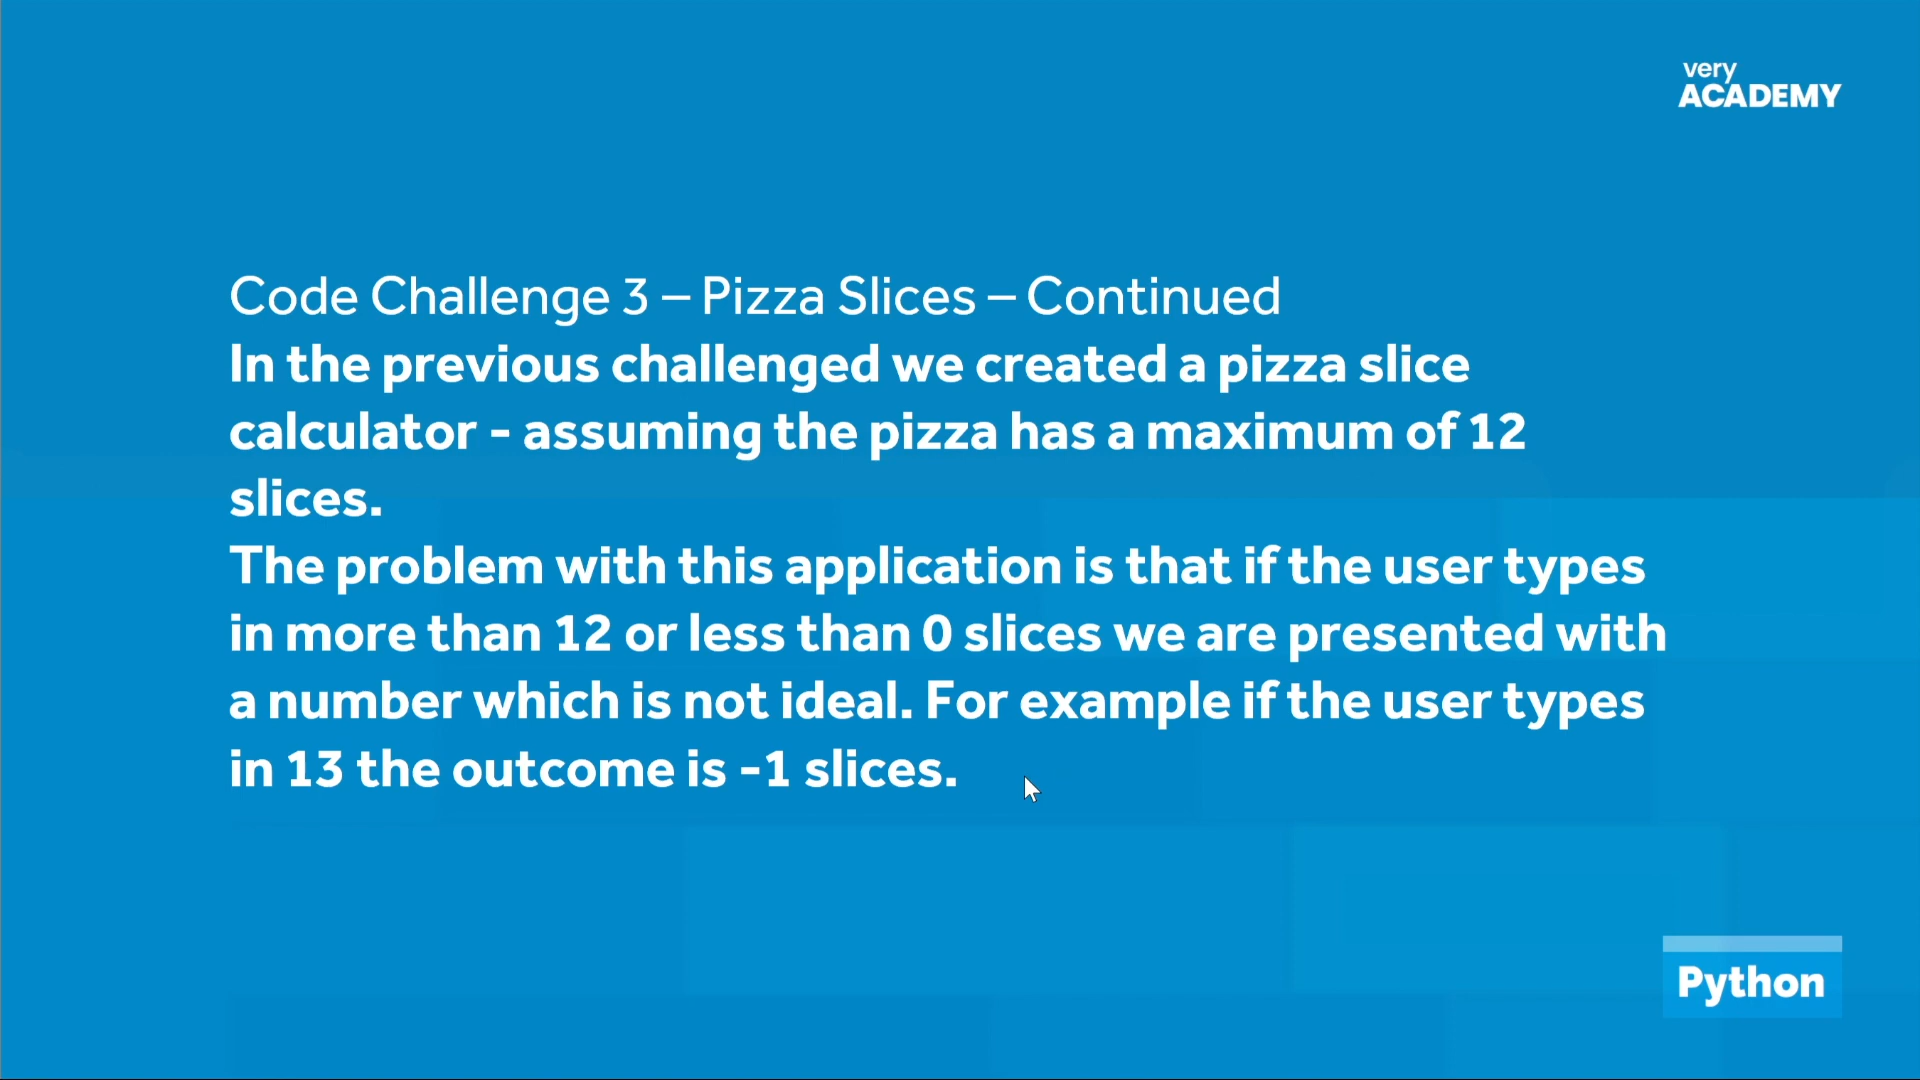 very
ACADEMY
Code Challenge 3 – Pizza Slices – Continued
In the previous challenged we created a pizza slice
calculator - assuming the pizza has a maximum of 12
slices.
The problem with this application is that if the user types
in more than 12 or less than 0 slices we are presented with
a number which is not ideal. For example if the user types
in 13 the outcome is -1 slices.
Python